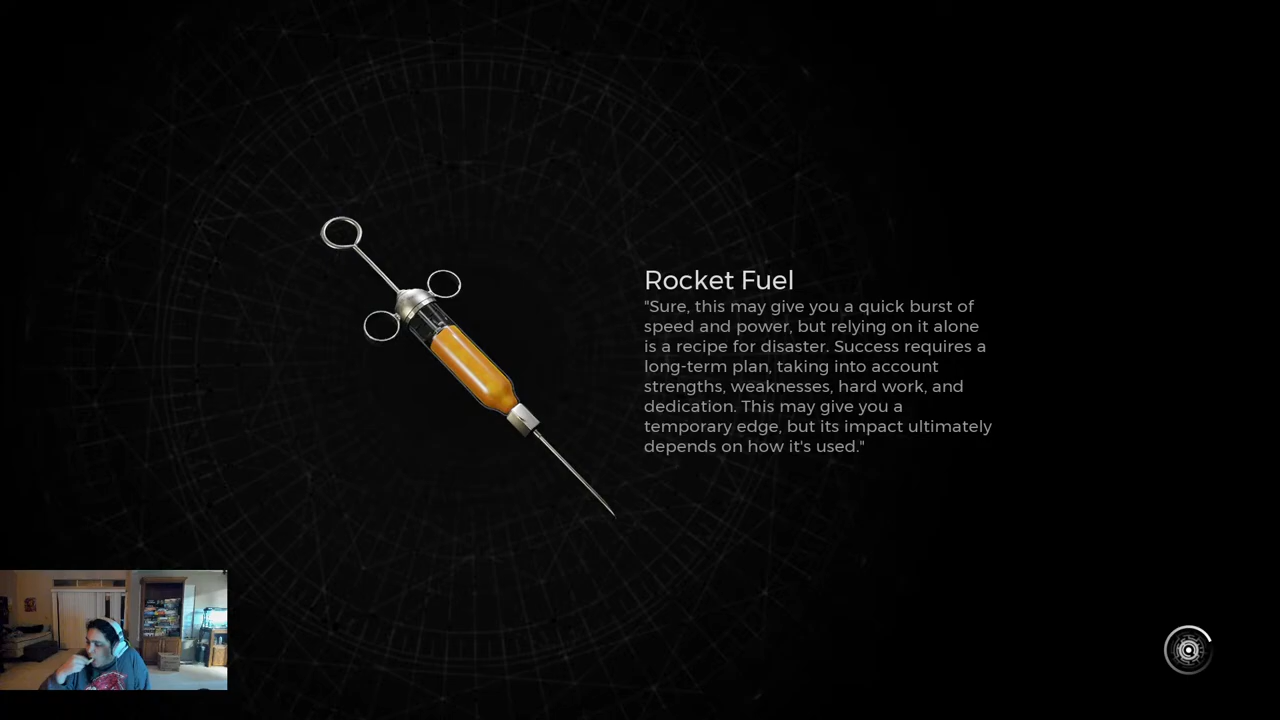 Rocket Fuel
"Sure, this may give you a quick burst of
speed and power, but relying on it alone
is a recipe for disaster. Success requires a
long-term plan, taking into account
strengths, weaknesses, hard work, and
dedication. This may give you a
temporary edge, but its impact ultimately
depends on how it's used."